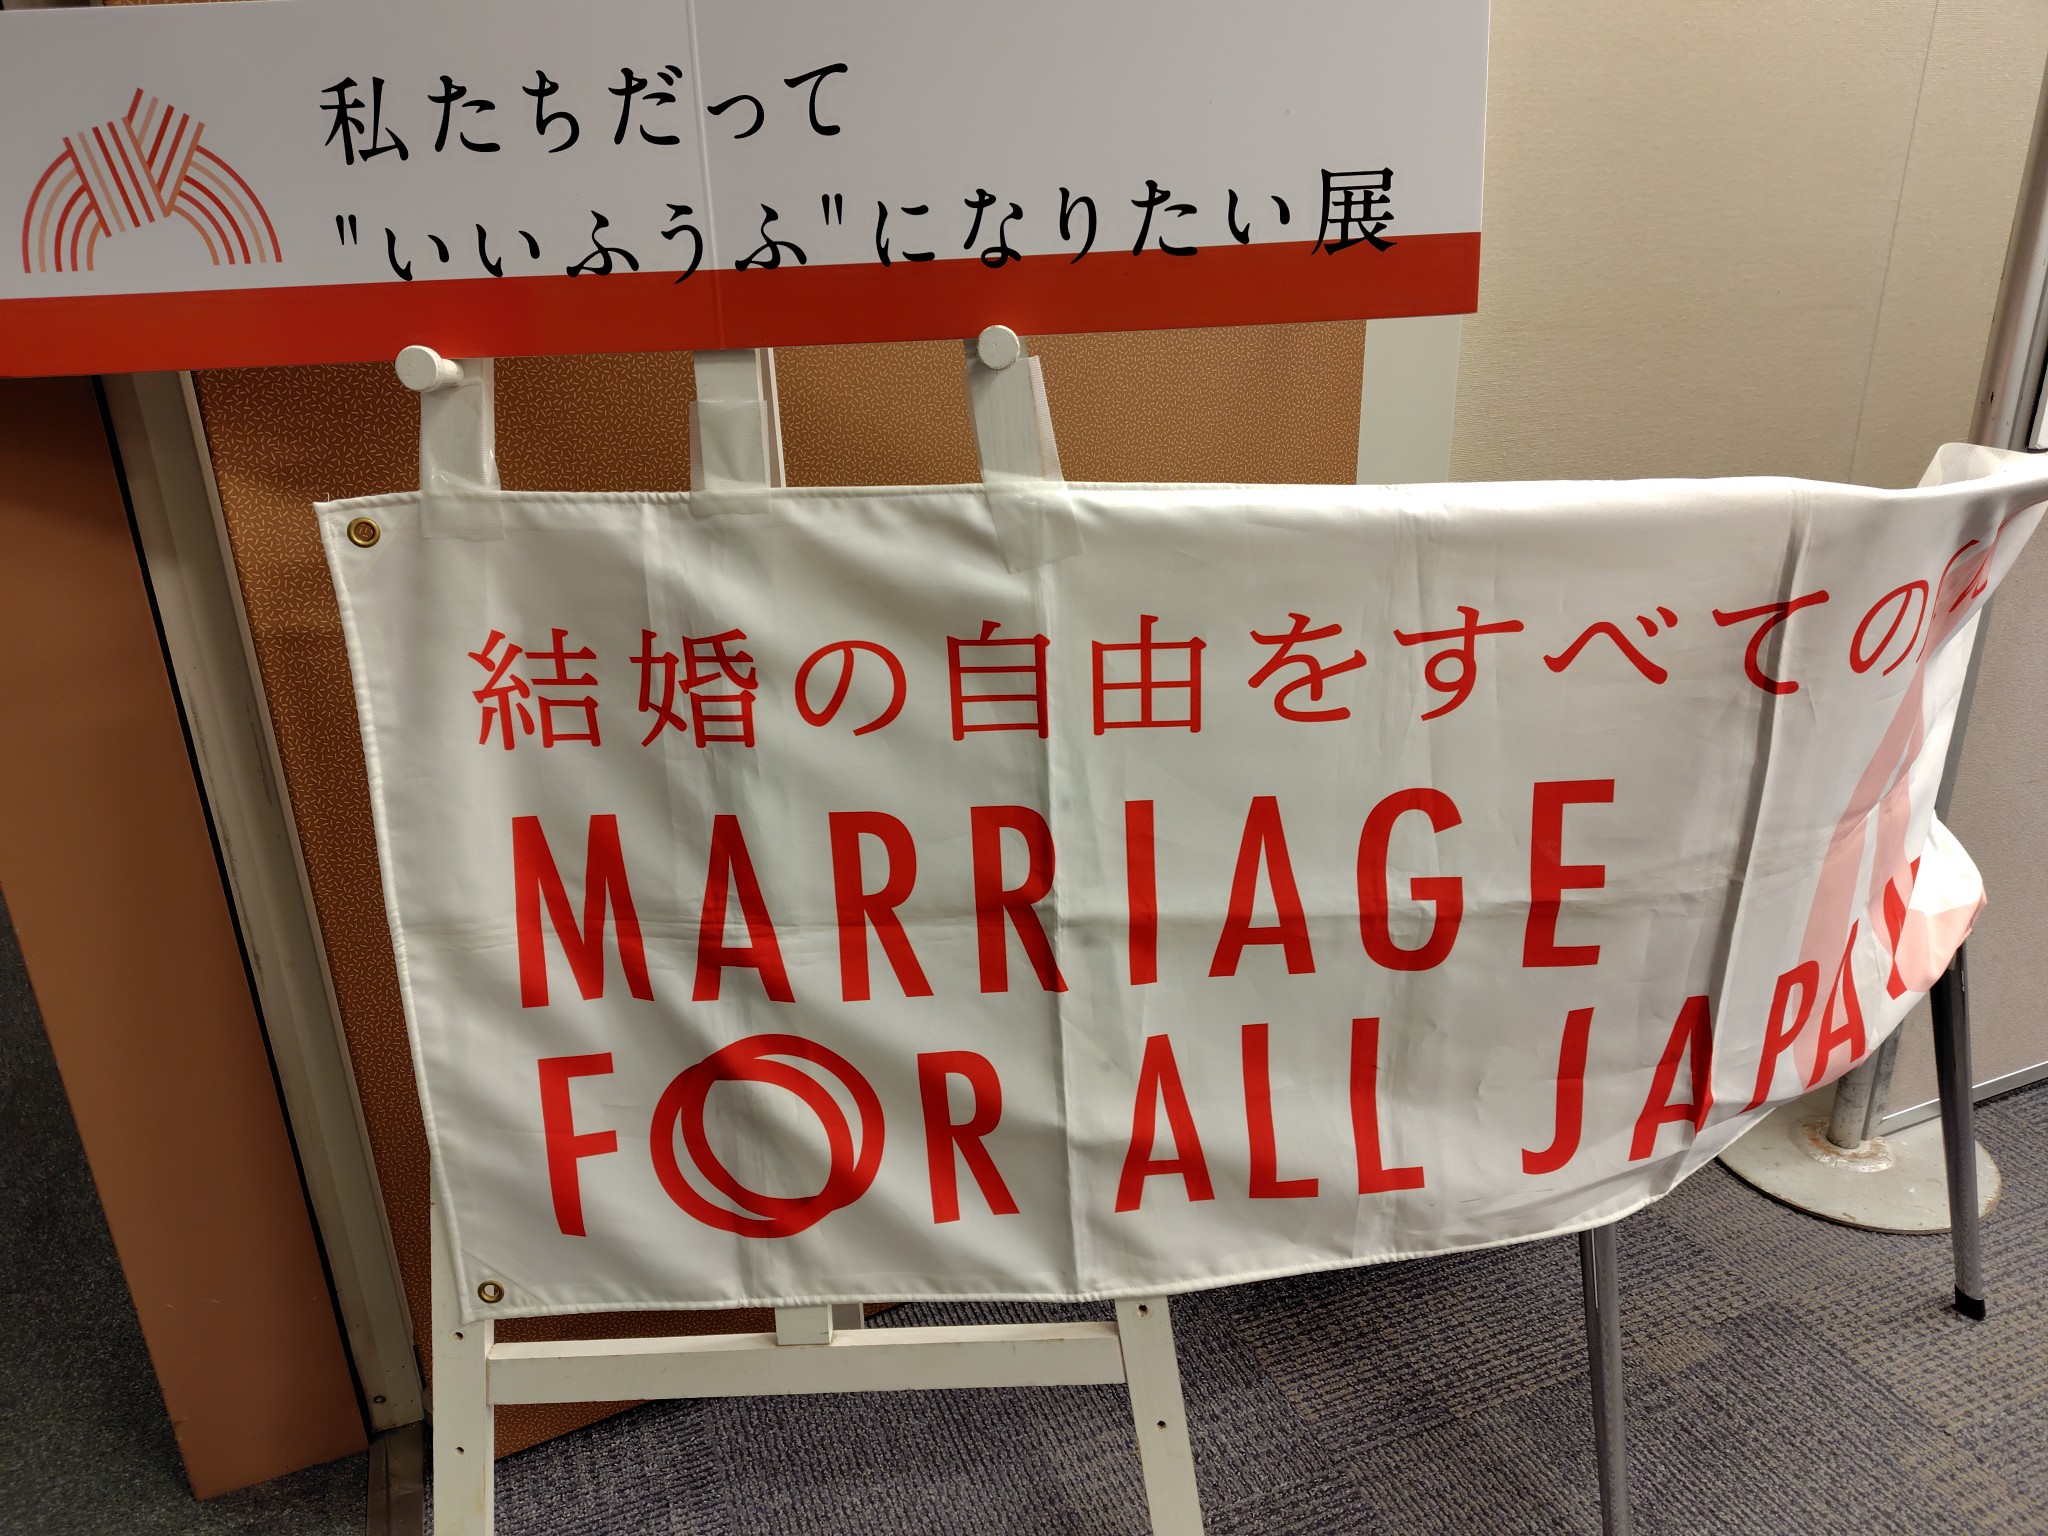 私たちだって
"いいふうふ"になりたい展
結婚の自由をすべての
MARRIAGE
FOR ALL JAPAN